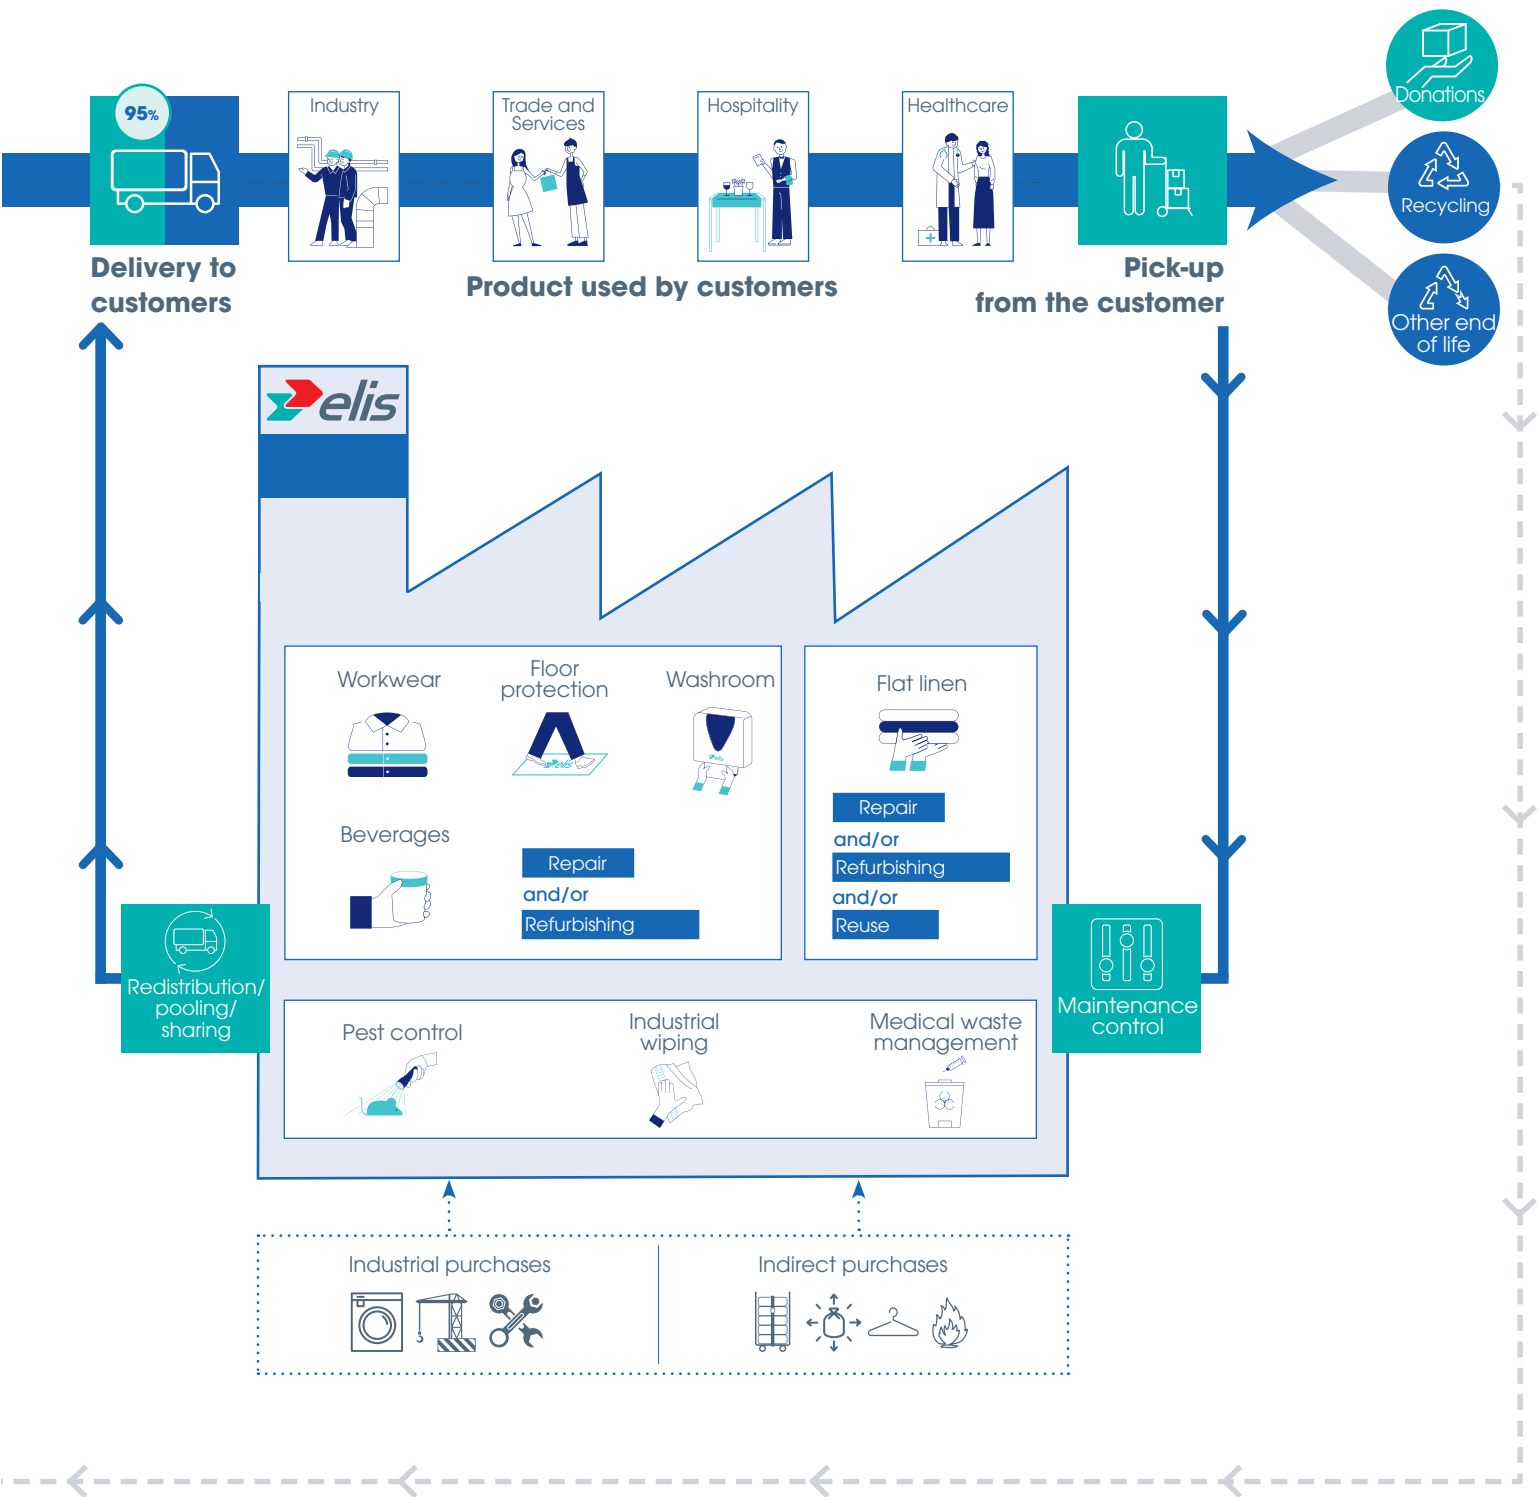 95%
Industry
Trade and
Services
Hospitality
Healthcare
Donations
Recycling
Other end
of life
Delivery to
customers
Product used by customers
Pick-up
from the customer
elis
Workwear
Floor
protection
elis
Washroom
elis
Flat linen
Beverages
Repair
and/or
Refurbishing
Repair
and/or
Refurbishing
and/or
Reuse
Redistribution/
pooling/
sharing
Maintenance
control
Pest control
Industrial
wiping
Medical waste
management
Industrial purchases
Indirect purchases